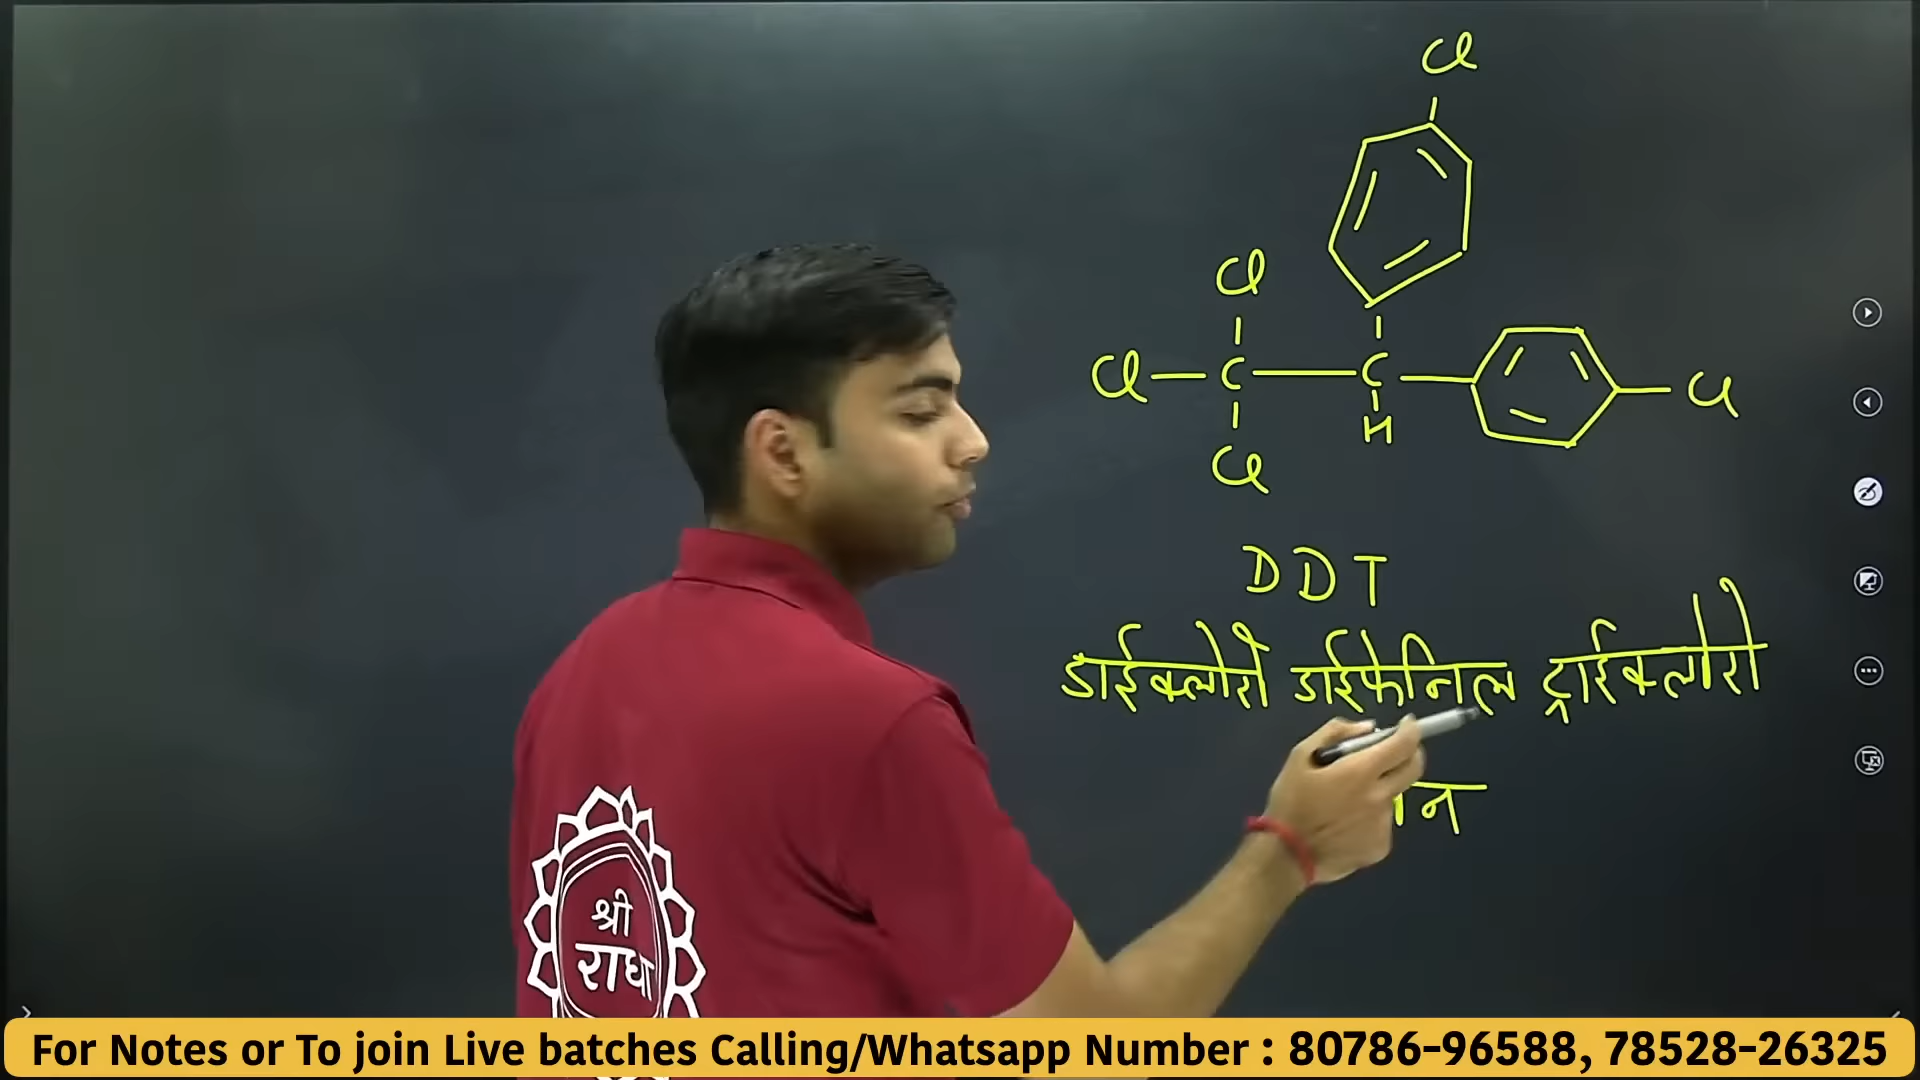 Cl
Cl
Cl — C — C — Cl
Cl H
D D T
डाईक्लोरो डाईफेनिल ट्राईक्लोरो
श्री
राधा
For Notes or To join Live batches Calling/Whatsapp Number : 80786-96588, 78528-26325